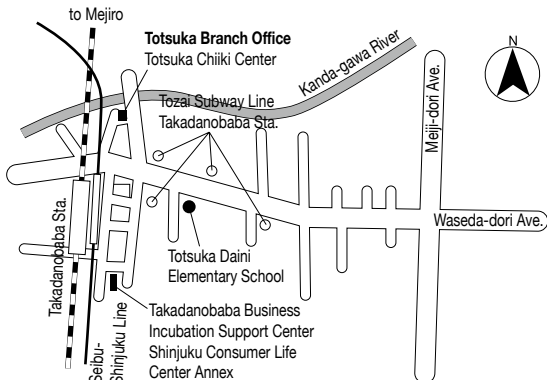 to Mejiro
Totsuka Branch Office
Totsuka Chiiki Center
Kanda-gawa River
N
Tozai Subway Line
Takadanobaba Sta.
Meiji-dori Ave.
Waseda-dori Ave.
Takadanobaba Sta.
Totsuka Daini
Elementary School
Seibu-
Shinjuku Line
Takadanobaba Business
Incubation Support Center
Shinjuku Consumer Life
Center Annex